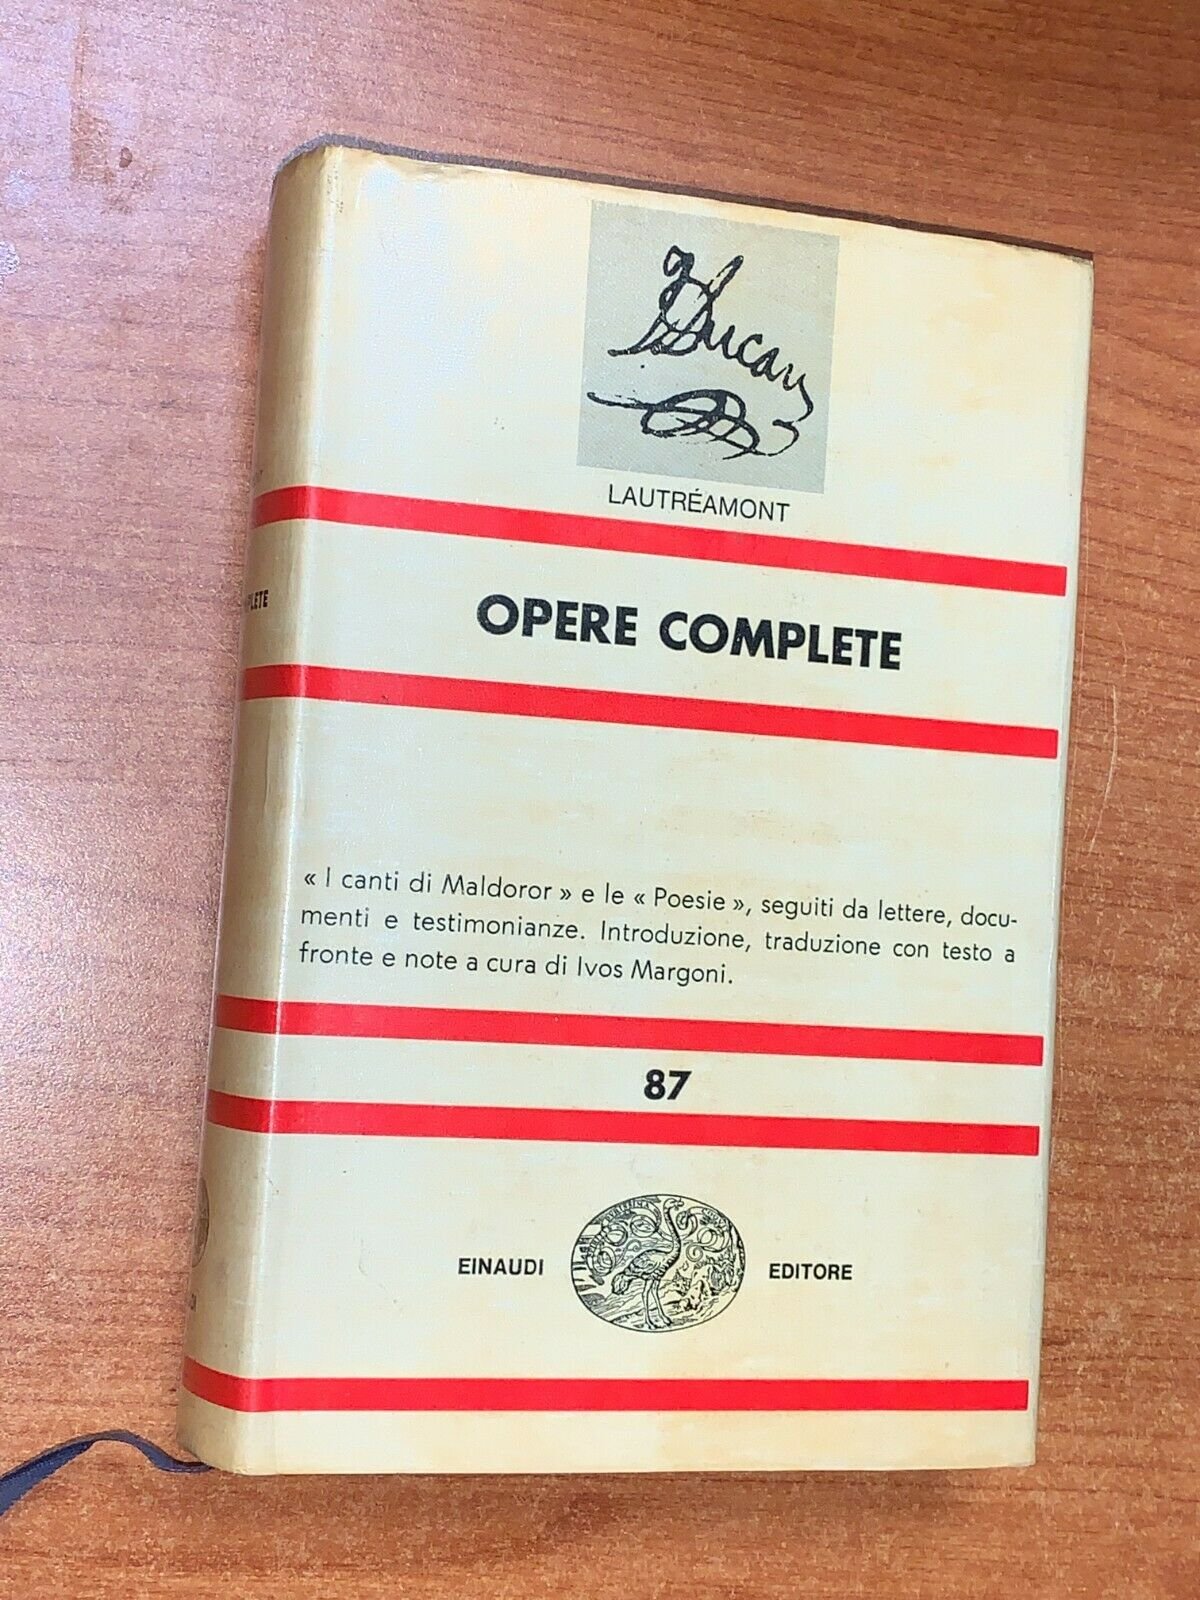 Ducasse
LAUTRÉAMONT
OPERE COMPLETE
« I canti di Maldoror » e le « Poesie », seguiti da lettere, docu-
menti e testimonianze. Introduzione, traduzione con testo a
fronte e note a cura di Ivos Margoni.
87
EINAUDI EDITORE